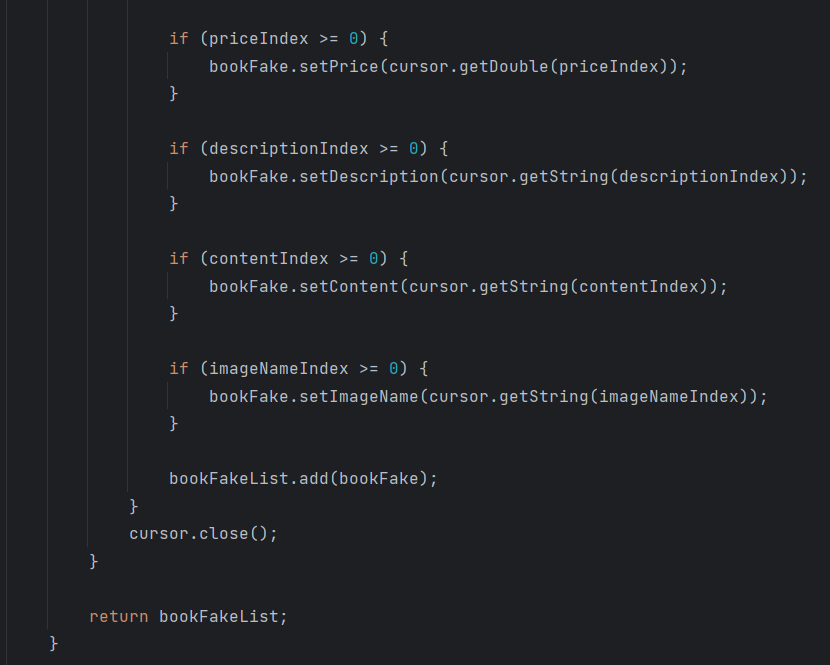 if (priceIndex >= 0) {
bookFake.setPrice(cursor.getDouble(priceIndex));
}
if (descriptionIndex >= 0) {
bookFake.setDescription(cursor.getString(descriptionIndex));
}
if (contentIndex >= 0) {
bookFake.setContent(cursor.getString(contentIndex));
}
if (imageNameIndex >= 0) {
bookFake.setImageName(cursor.getString(imageNameIndex));
}
bookFakeList.add(bookFake);
}
cursor.close();
}
return bookFakeList;
}